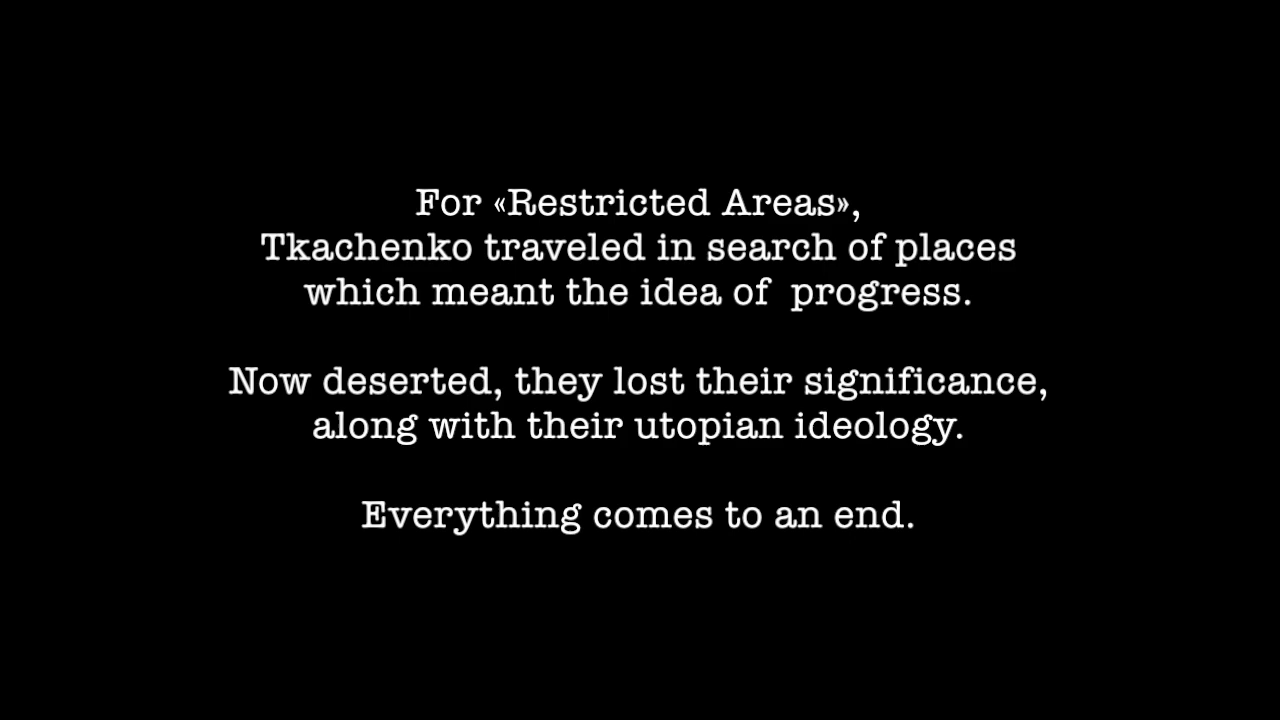 For «Restricted Areas»,
Tkachenko traveled in search of places
which meant the idea of  progress.
Now deserted, they lost their significance,
along with their utopian ideology.
Everything comes to an end.